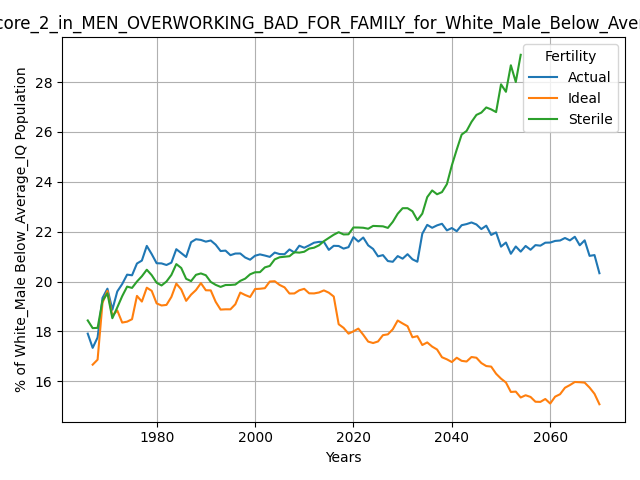 core_2_in_MEN_OVERWORKING_BAD_FOR_FAMILY_for_White_Male_Below_Aver
Fertility
Actual
Ideal
Sterile
% of White_Male Below_Average_IQ Population
28
26
24
22
20
18
16
1980
2000
2020
2040
2060
Years